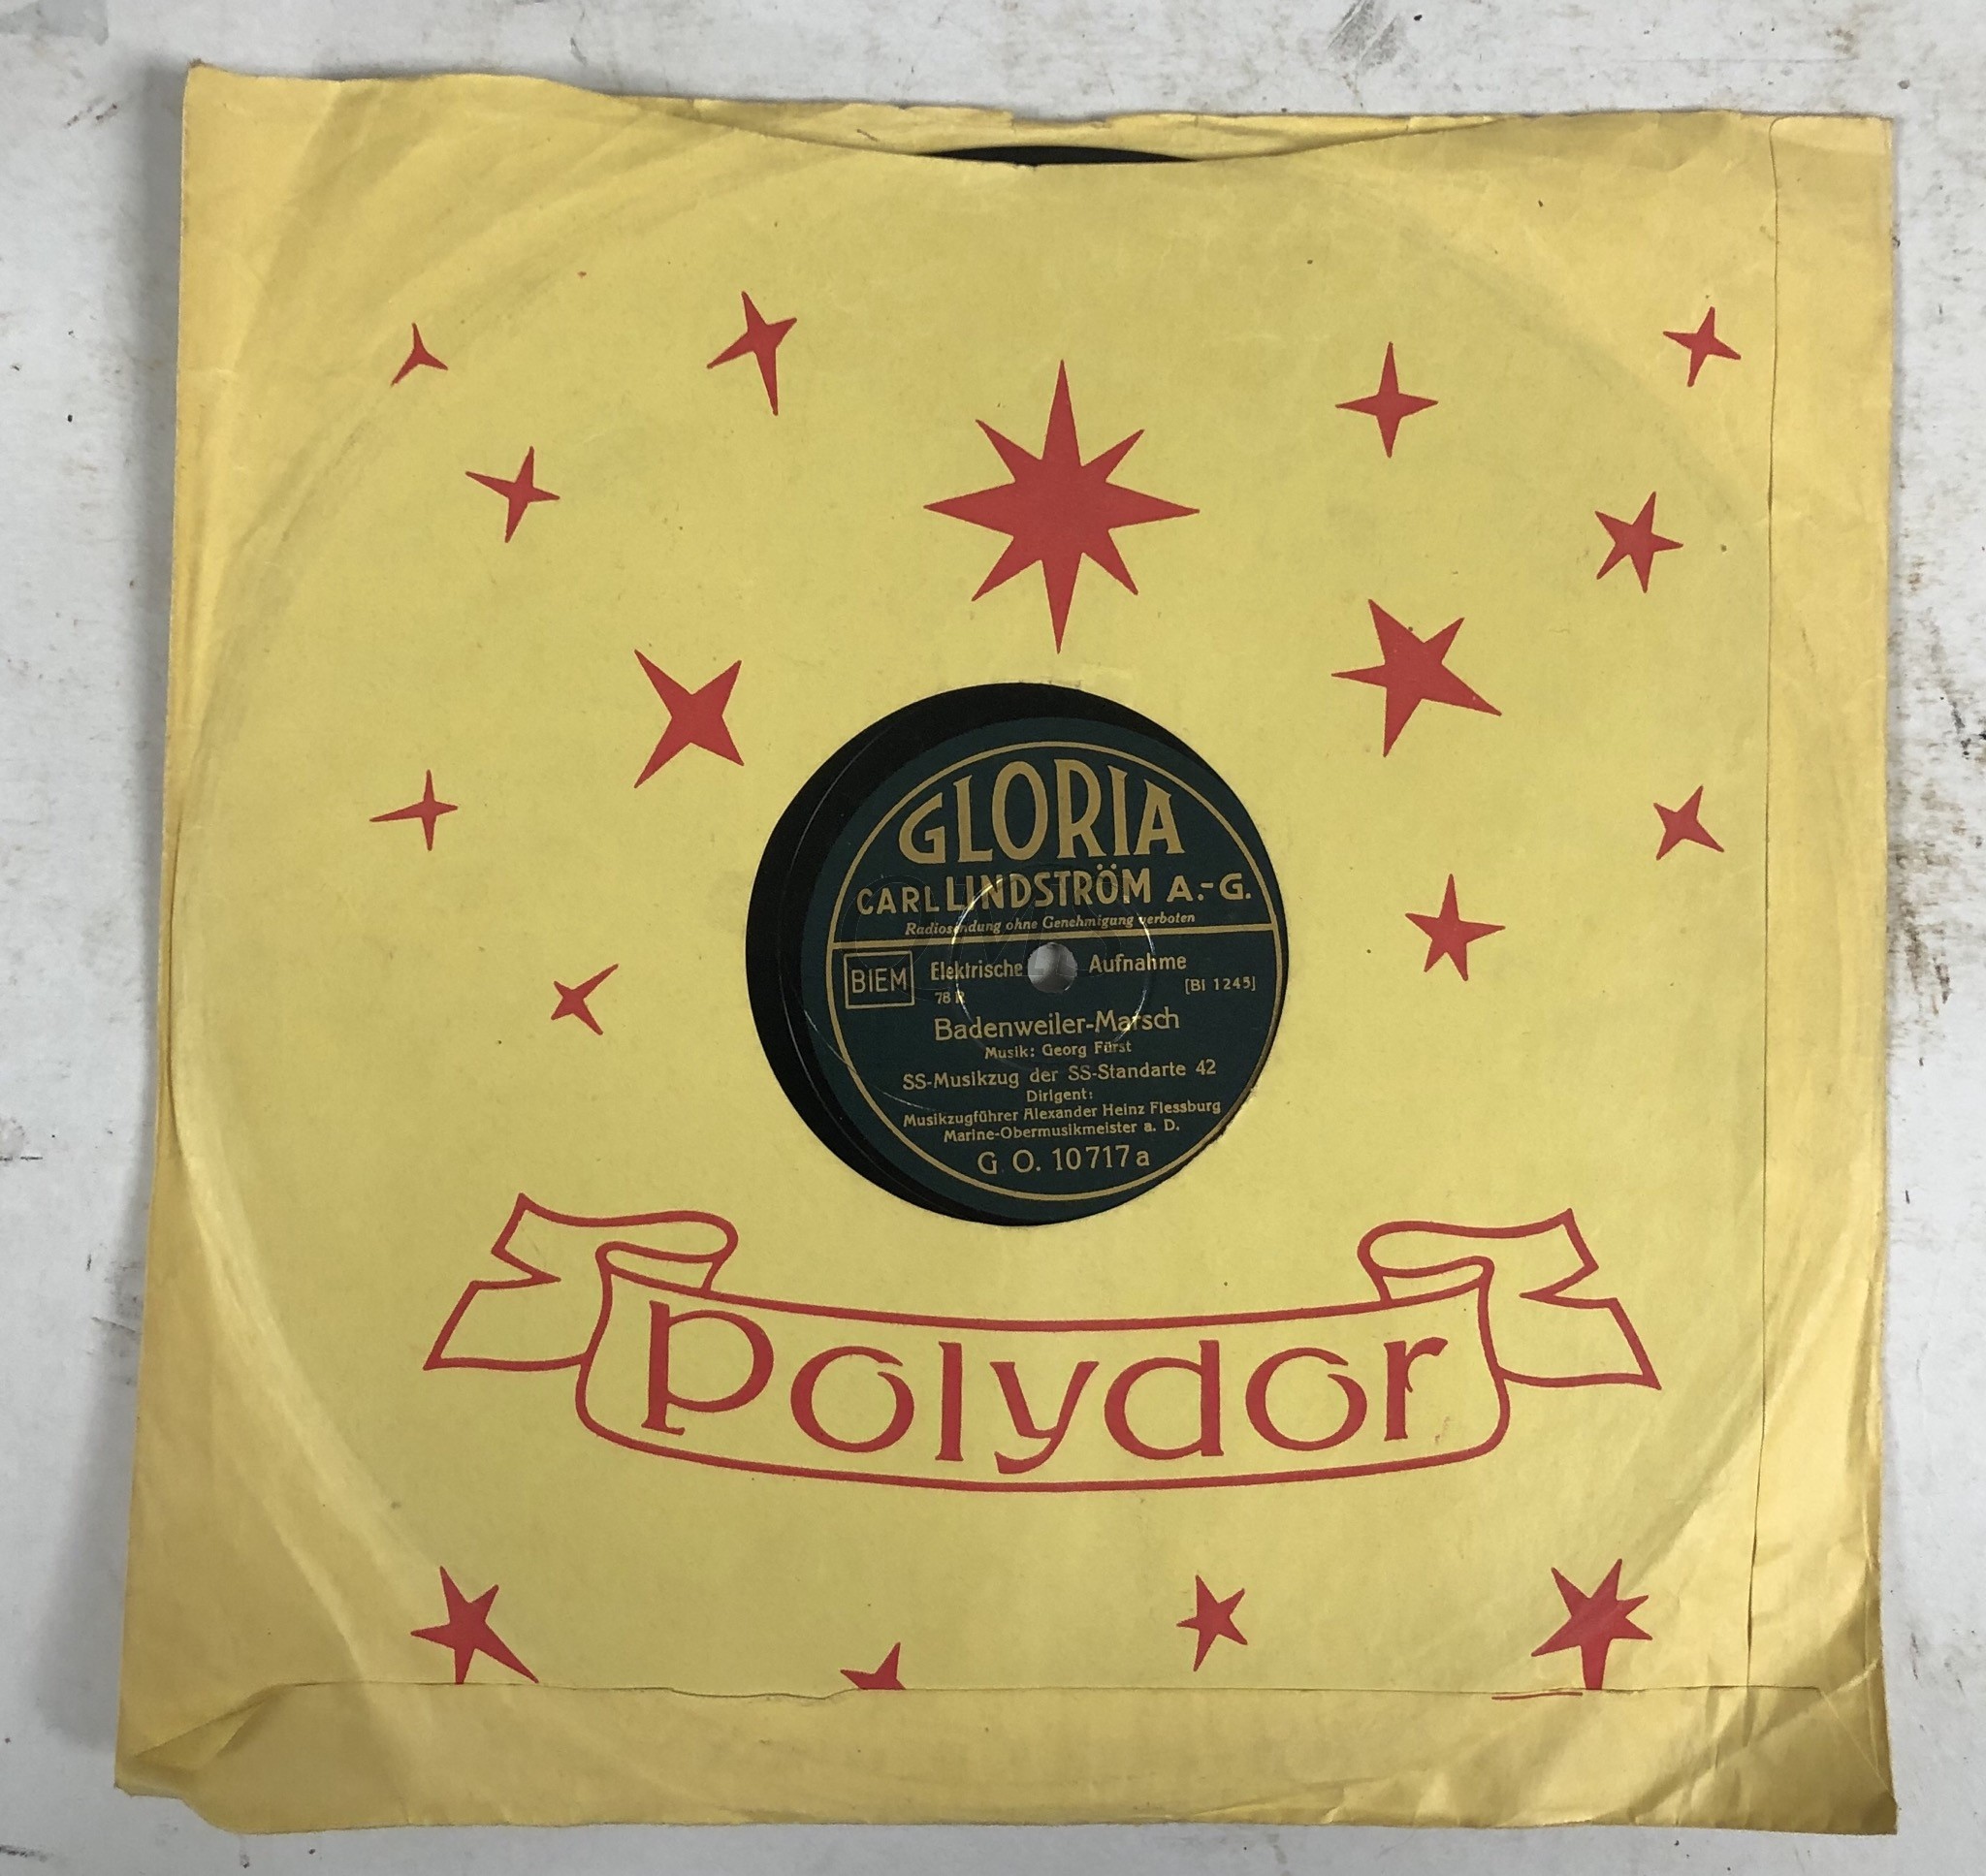 GLORIA
CARL LINDSTRÖM A.-G.
Radiosendung ohne Genehmigung verboten
BIEM Elektrische Aufnahme
78 R [Bi 1245]
Badenweiler-Marsch
Musik: Georg Fürst
SS-Musikzug der SS-Standarte 42
Dirigent:
Musikzugführer Alexander Heinz Flessburg
Marine-Obermusikmeister a. D.
G O. 10717a
polydor